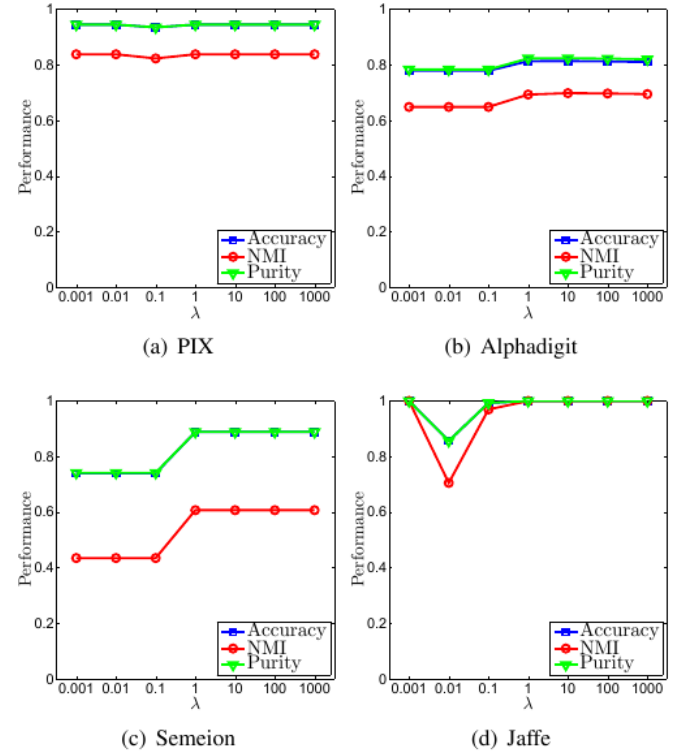 1
0.8
0.6
0.4
0.2
0
Performance
Accuracy
NMI
Purity
0.001 0.01 0.1 1 10 100 1000
λ
(a) PIX
1
0.8
0.6
0.4
0.2
0
Performance
Accuracy
NMI
Purity
0.001 0.01 0.1 1 10 100 1000
λ
(b) Alphadigit
1
0.8
0.6
0.4
0.2
0
Performance
Accuracy
NMI
Purity
0.001 0.01 0.1 1 10 100 1000
λ
(c) Semeion
1
0.8
0.6
0.4
0.2
0
Performance
Accuracy
NMI
Purity
0.001 0.01 0.1 1 10 100 1000
λ
(d) Jaffe